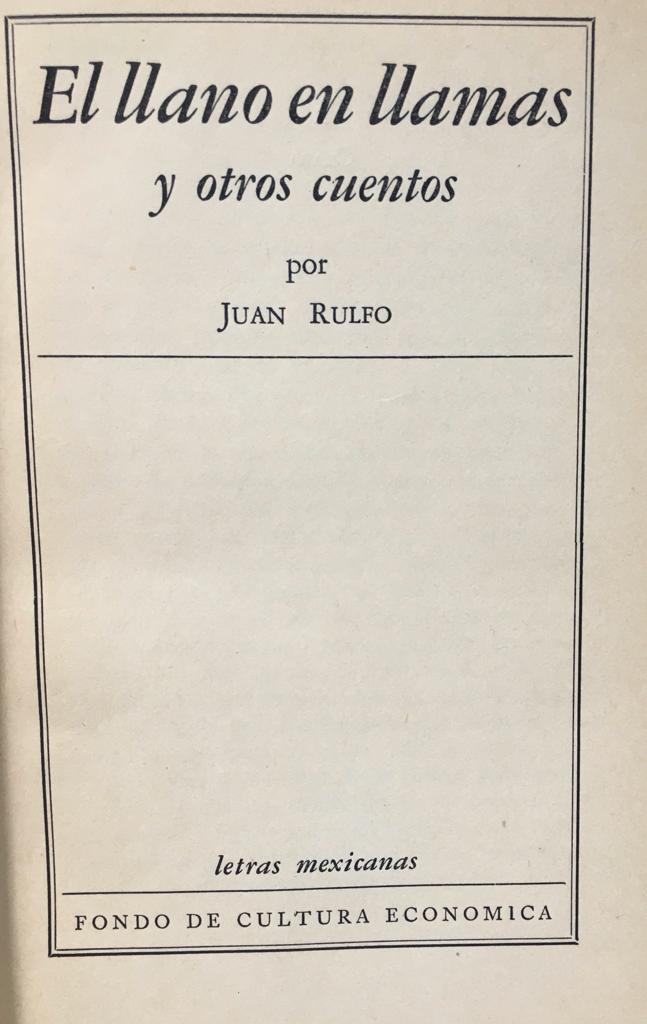 El llano en llamas
y otros cuentos
por
Juan Rulfo
letras mexicanas
FONDO DE CULTURA ECONOMICA